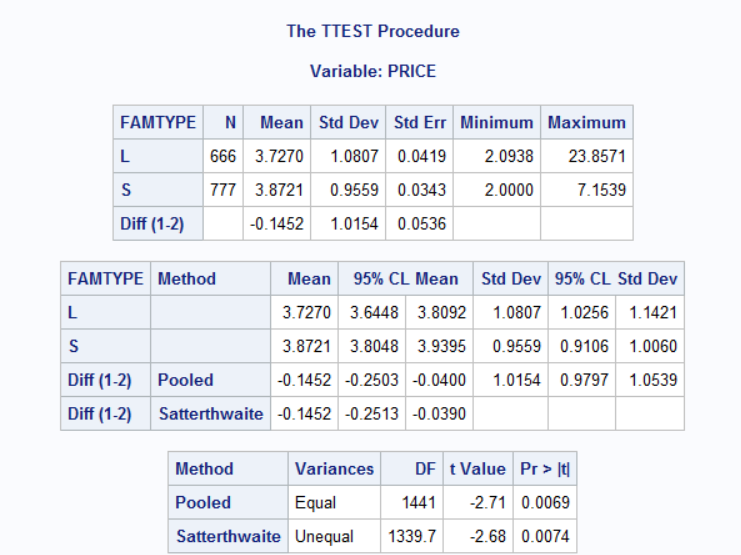 The TTEST Procedure
Variable: PRICE
FAMTYPE N Mean Std Dev Std Err Minimum Maximum
L 666 3.7270 1.0807 0.0419 2.0938 23.8571
S 777 3.8721 0.9559 0.0343 2.0000 7.1539
Diff (1-2) -0.1452 1.0154 0.0536
FAMTYPE Method Mean 95% CL Mean Std Dev 95% CL Std Dev
L 3.7270 3.6448 3.8092 1.0807 1.0256 1.1421
S 3.8721 3.8048 3.9395 0.9559 0.9106 1.0060
Diff (1-2) Pooled -0.1452 -0.2503 -0.0400 1.0154 0.9797 1.0539
Diff (1-2) Satterthwaite -0.1452 -0.2513 -0.0390
Method Variances DF t Value Pr > |t|
Pooled Equal 1441 -2.71 0.0069
Satterthwaite Unequal 1339.7 -2.68 0.0074